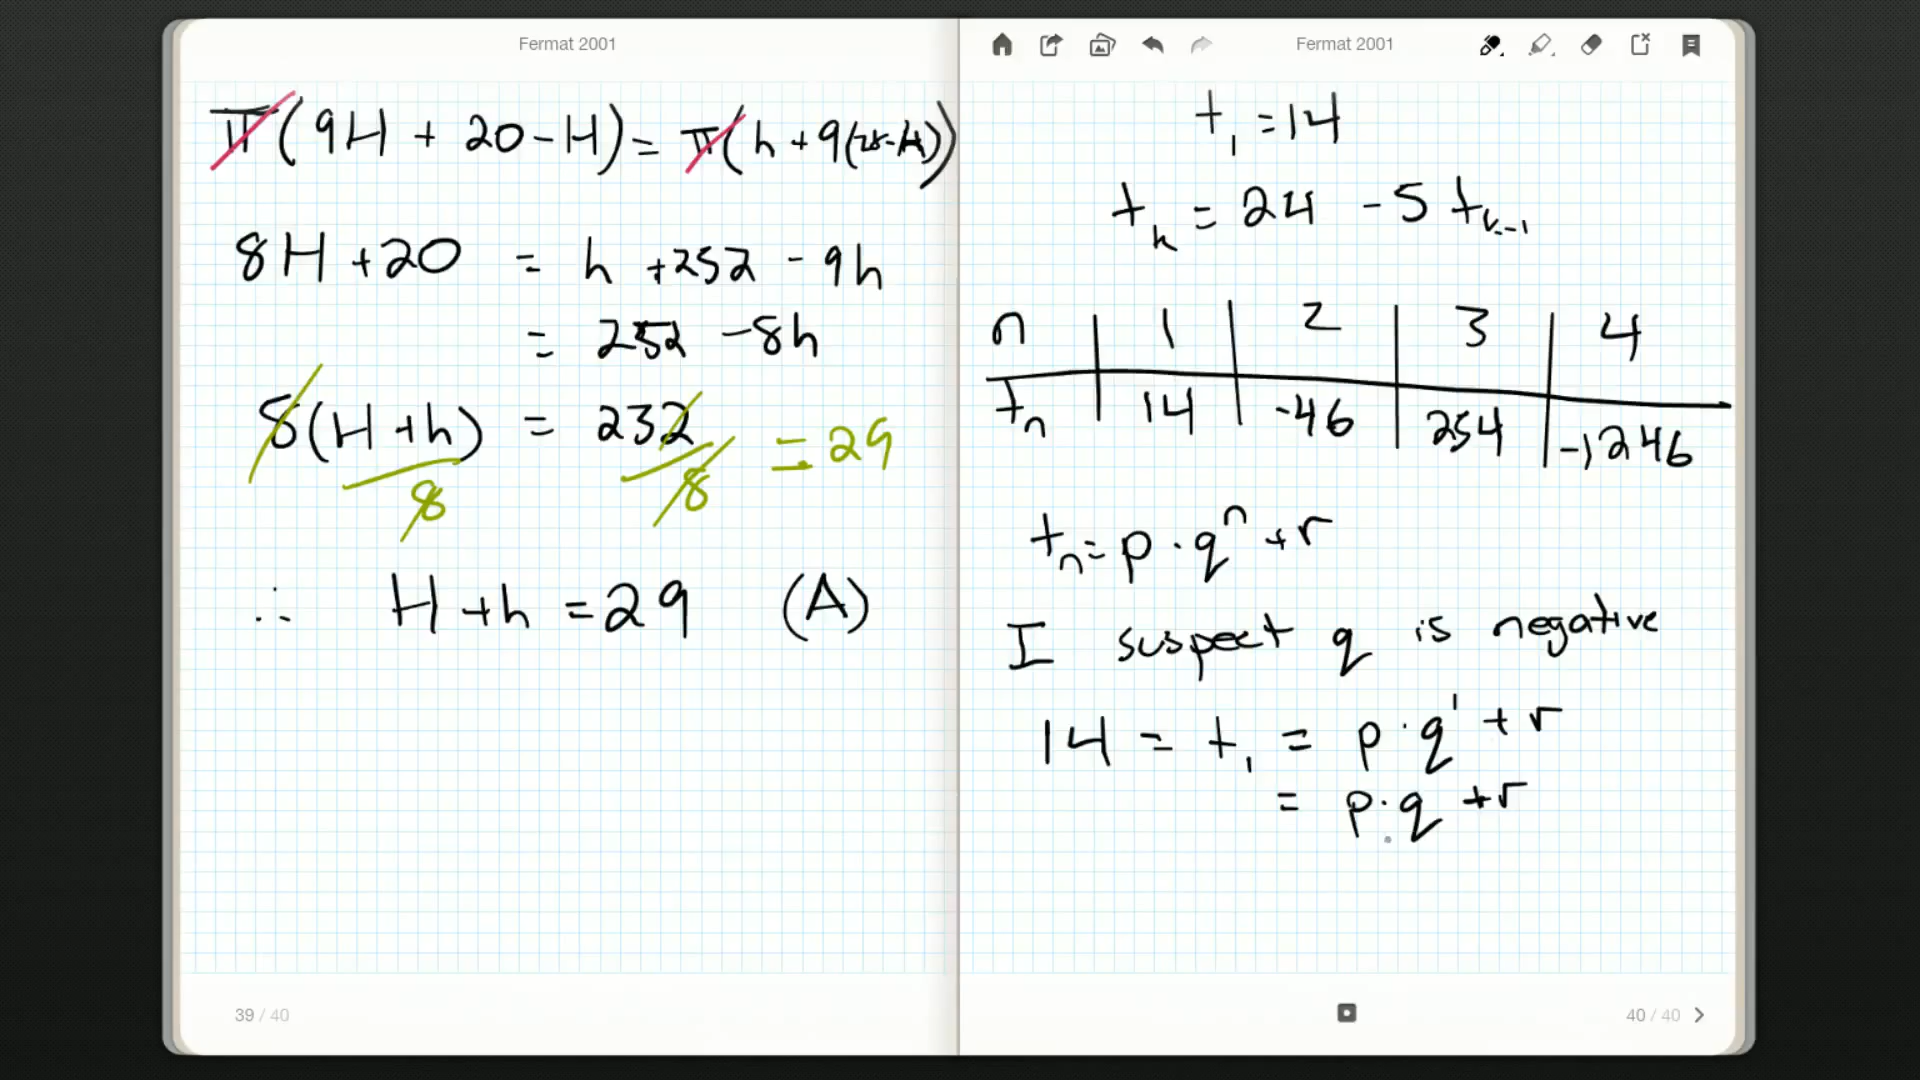 Fermat 2001
π(9H + 20-H) = π(h + 9(28-H))
8H + 20 = h + 252 - 9h
= 252 - 8h
8(H+h)/8 = 232/8 = 29
∴ H + h = 29 (A)
39 / 40
Fermat 2001
t₁ = 14
tₖ = 24 - 5 tₖ₋₁
n | 1 | 2 | 3 | 4
tₙ | 14 | -46 | 254 | -1246
tₙ = p · qⁿ + r
I suspect q is negative
14 = t₁ = p · q¹ + r
= p · q + r
40 / 40